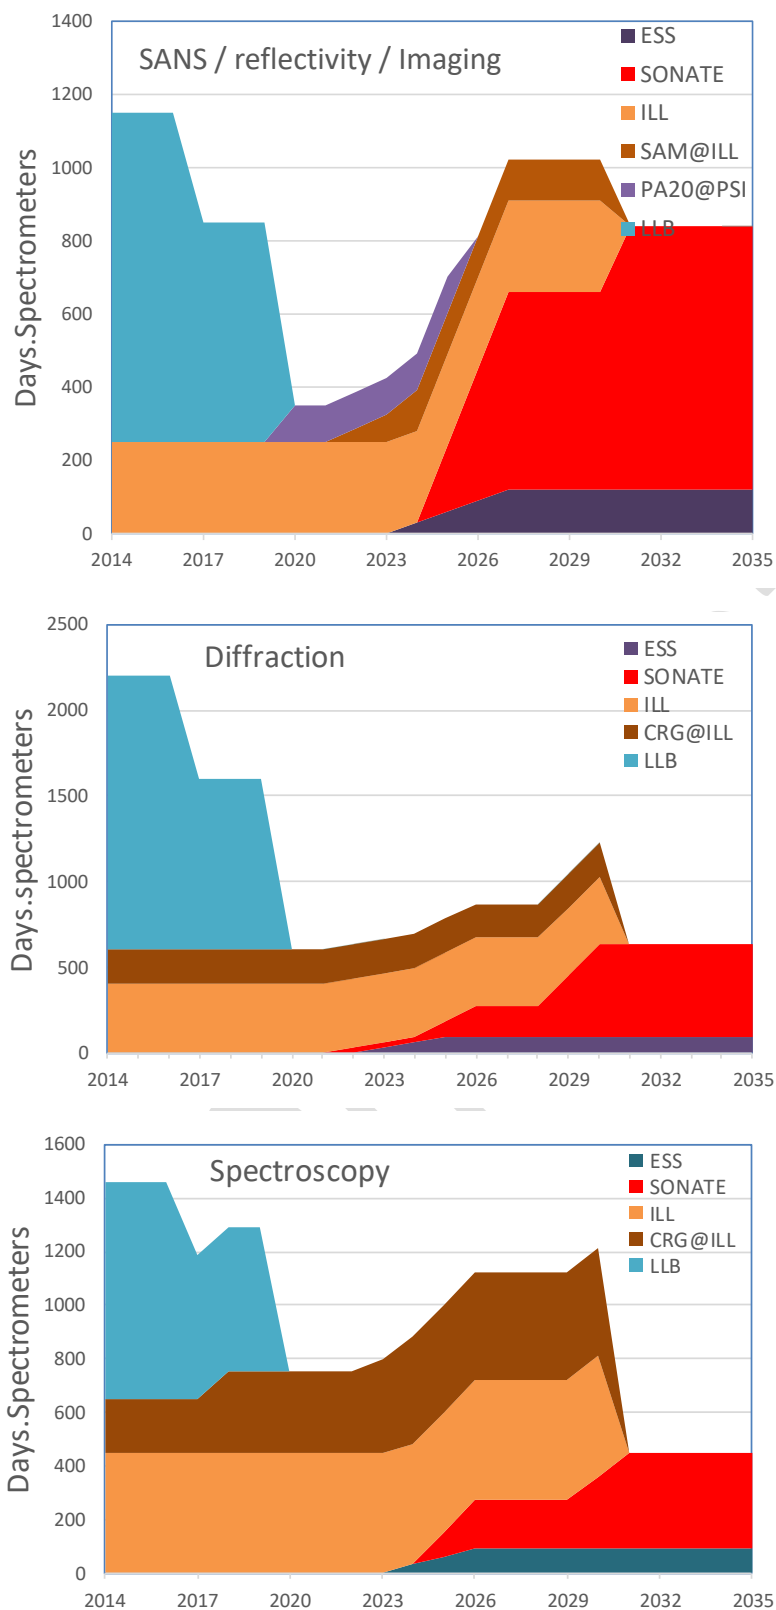 1400
SANS / reflectivity / Imaging
ESS
SONATE
ILL
SAM@ILL
PA20@PSI
LLB
1200
1000
800
600
400
200
0
Days.Spectrometers
2014 2017 2020 2023 2026 2029 2032 2035
2500
Diffraction
ESS
SONATE
ILL
CRG@ILL
LLB
2000
1500
1000
500
0
Days.spectrometers
2014 2017 2020 2023 2026 2029 2032 2035
1600
Spectroscopy
ESS
SONATE
ILL
CRG@ILL
LLB
1400
1200
1000
800
600
400
200
0
Days.Spectrometers
2014 2017 2020 2023 2026 2029 2032 2035